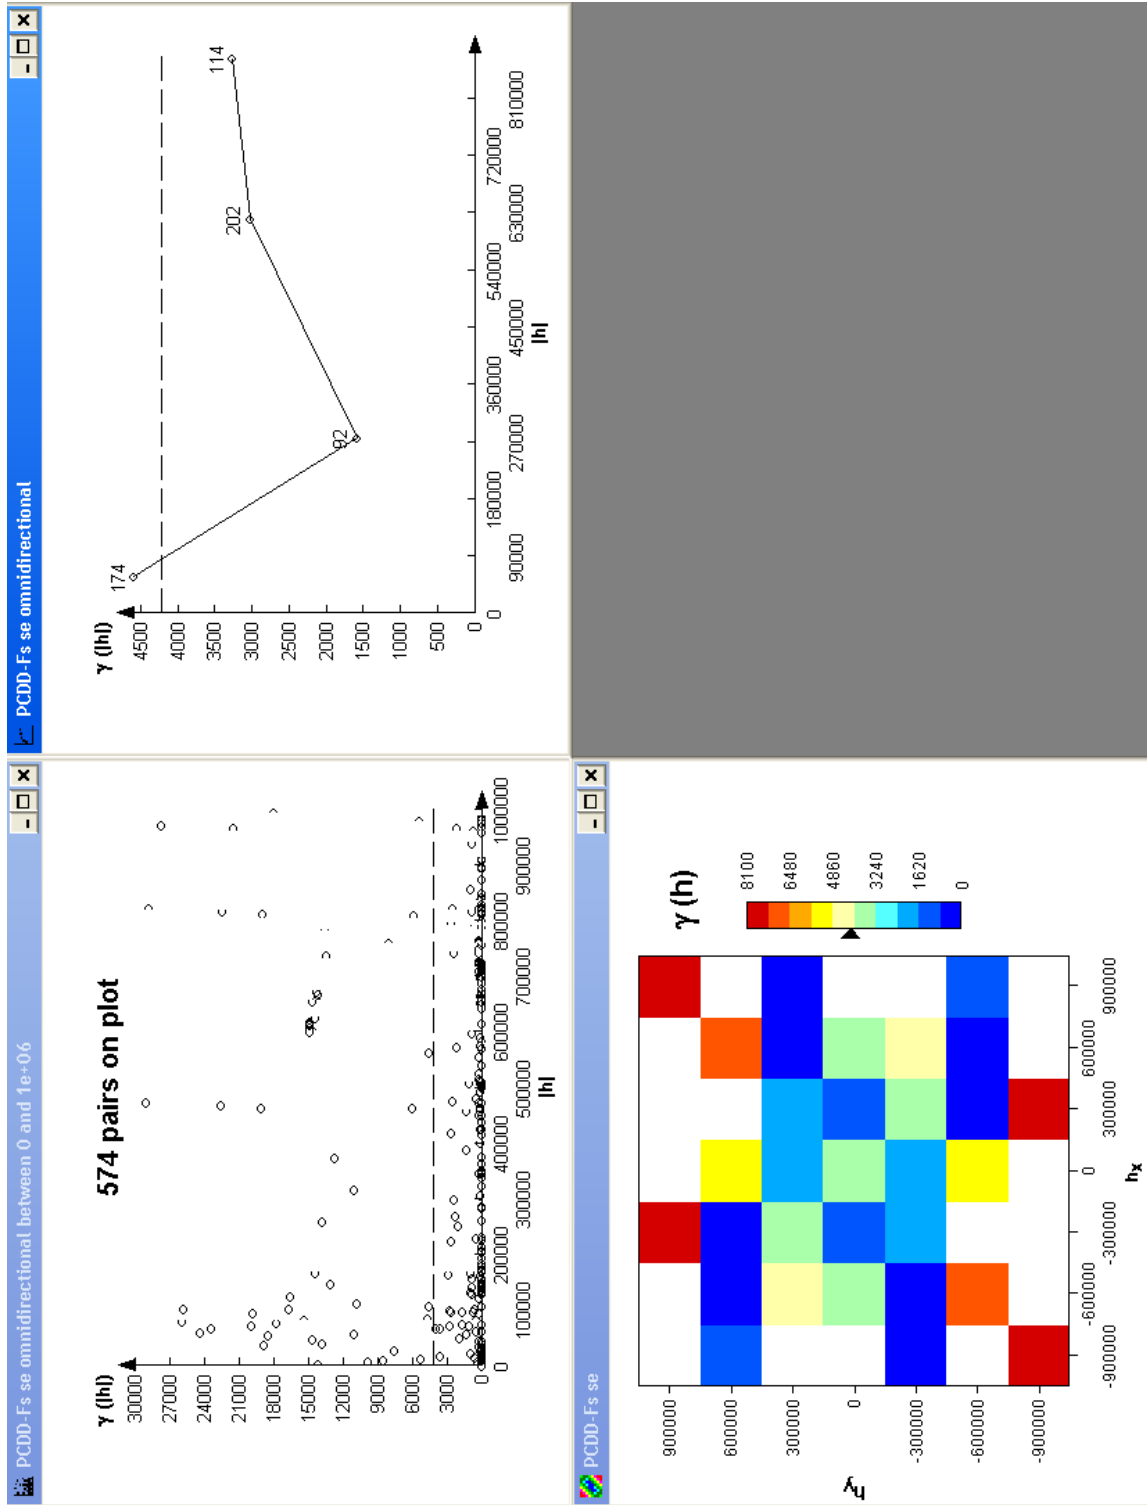 PCDD-Fs se omnidirectional between 0 and 1e+06
574 pairs on plot
γ (|h|)
30000
27000
24000
21000
18000
15000
12000
9000
6000
3000
0
0 100000 200000 300000 400000 500000 600000 700000 800000 900000 1000000
|h|
PCDD-Fs se omnidirectional
γ (|h|)
4500
4000
3500
3000
2500
2000
1500
1000
500
0
174
92
202
114
0 90000 180000 270000 360000 450000 540000 630000 720000 810000
|h|
PCDD-Fs se
hy
900000
600000
300000
0
-300000
-600000
-900000
-900000 -600000 -300000 0 300000 600000 900000
hx
γ (h)
8100
6480
4860
3240
1620
0